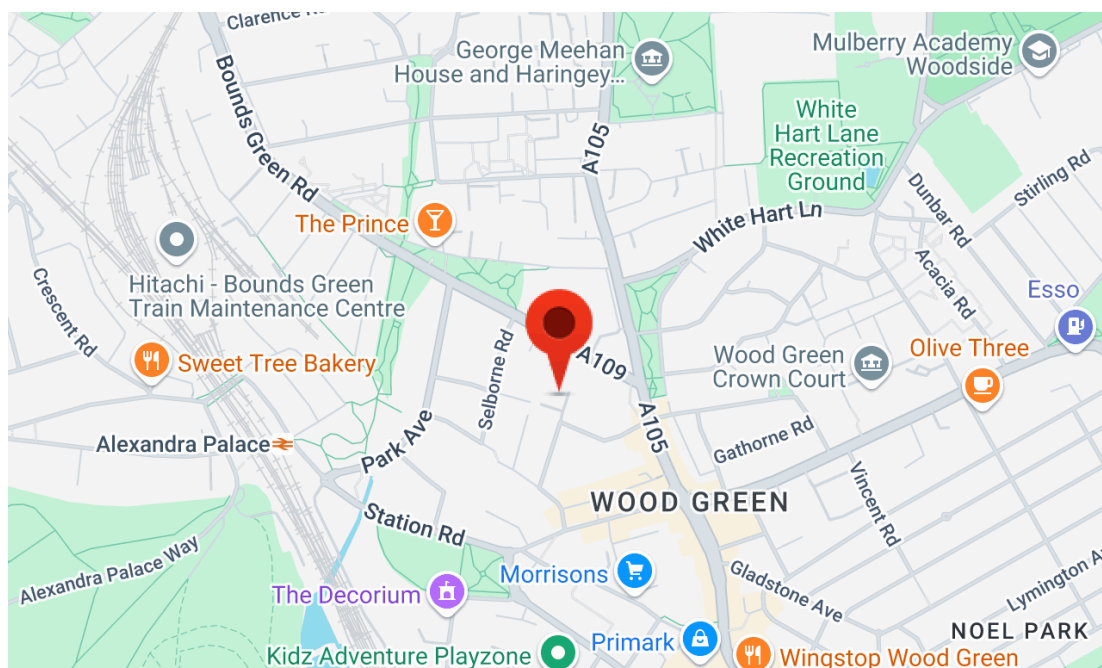 Clarence Rd
Bounds Green Rd
George Meehan
House and Haringey...
A105
Mulberry Academy
Woodside
White
Hart Lane
Recreation
Ground
Stirling Rd
Dunbar Rd
The Prince
White Hart Ln
Acacia Rd
Hitachi - Bounds Green
Train Maintenance Centre
Crescent Rd
Esso
Sweet Tree Bakery
Selborne Rd
A109
Wood Green
Crown Court
Olive Three
Alexandra Palace
Park Ave
A105
Gathorne Rd
Vincent Rd
WOOD GREEN
Station Rd
Alexandra Palace Way
Morrisons
Gladstone Ave
Lymington A
The Decorium
NOEL PARK
Kidz Adventure Playzone
Primark
Wingstop Wood Green